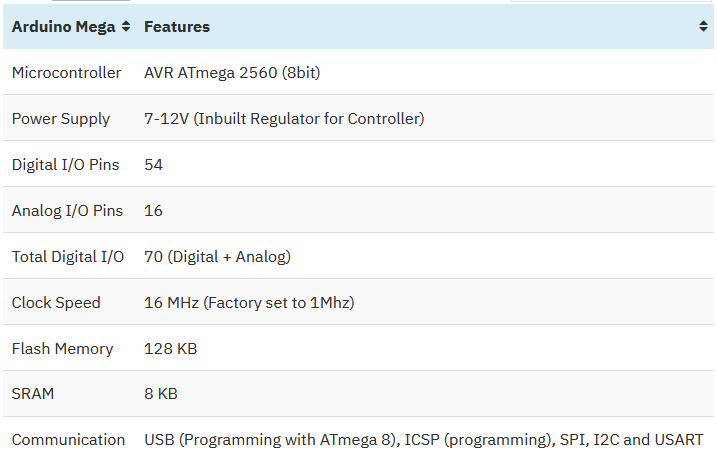 Arduino Mega Features
Microcontroller AVR ATmega 2560 (8bit)
Power Supply 7-12V (Inbuilt Regulator for Controller)
Digital I/O Pins 54
Analog I/O Pins 16
Total Digital I/O 70 (Digital + Analog)
Clock Speed 16 MHz (Factory set to 1Mhz)
Flash Memory 128 KB
SRAM 8 KB
Communication USB (Programming with ATmega 8), ICSP (programming), SPI, I2C and USART